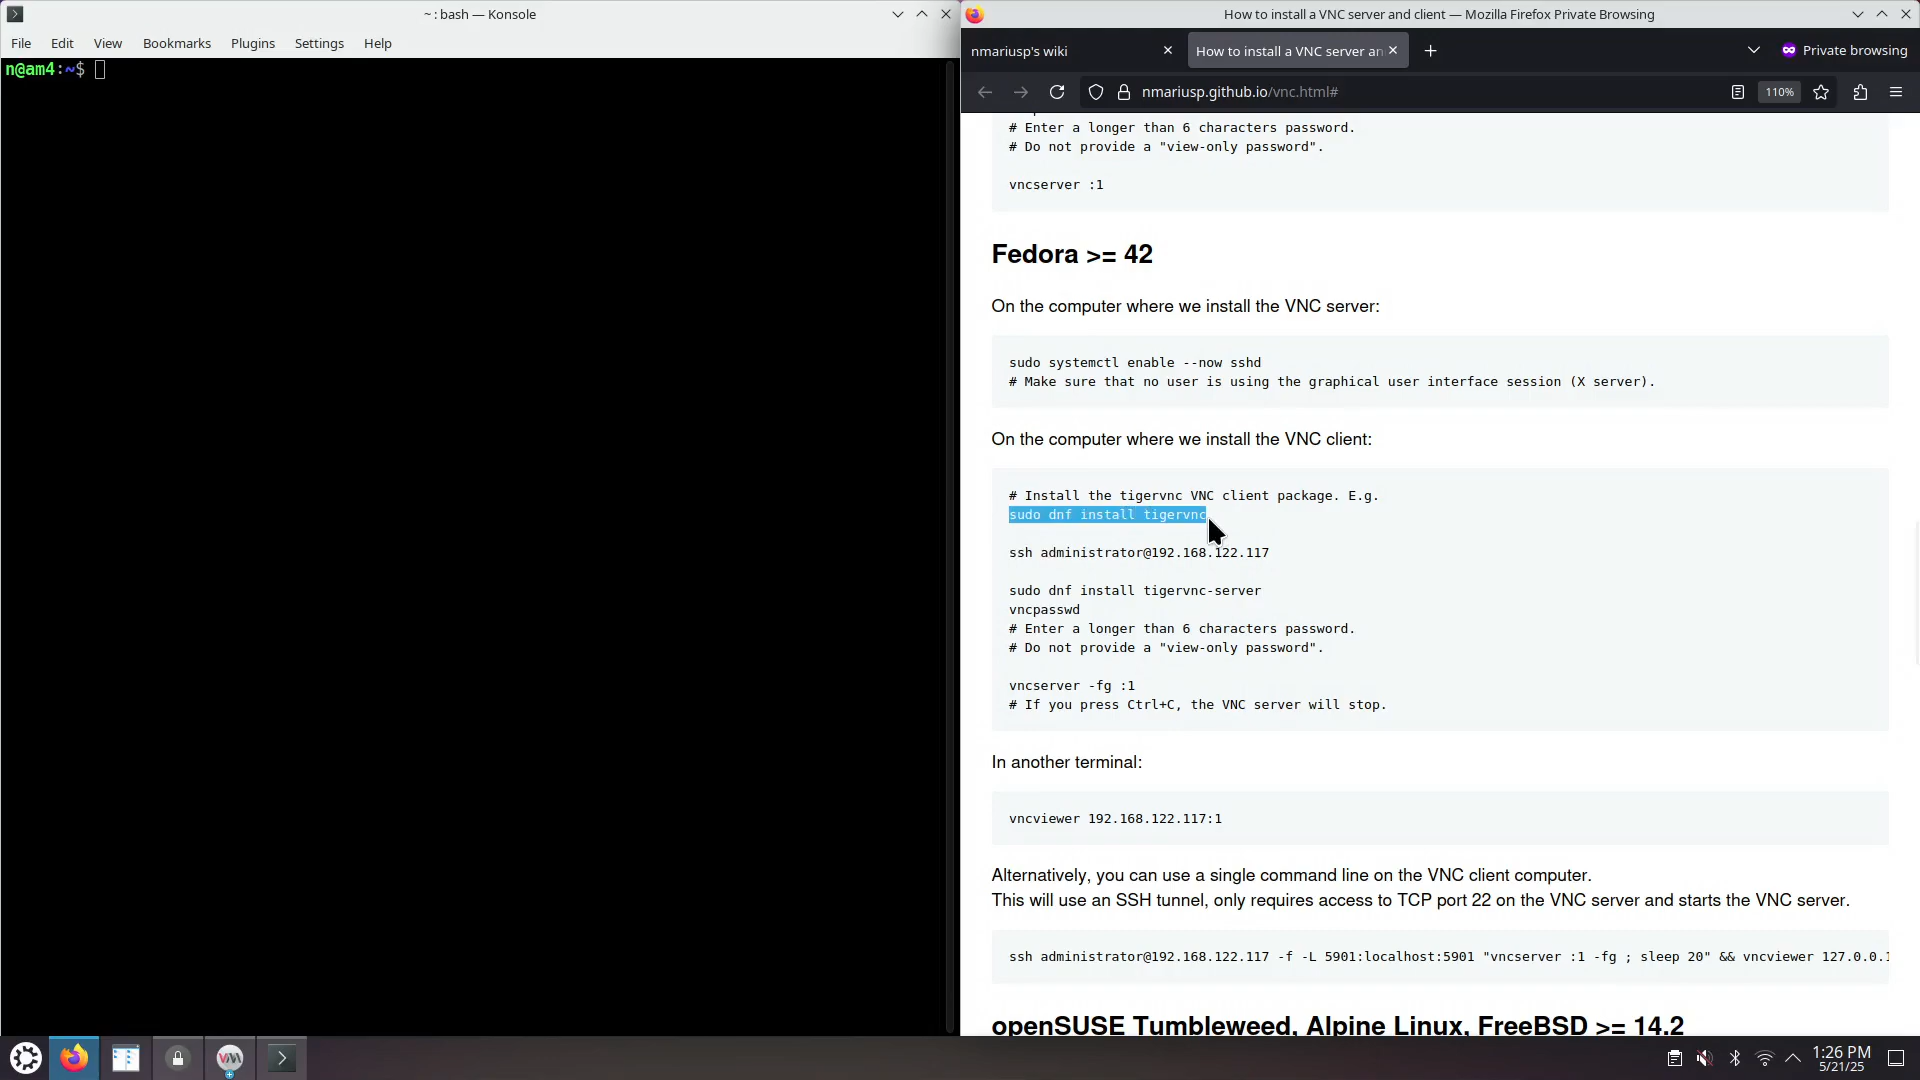 ~ : bash — Konsole
File Edit View Bookmarks Plugins Settings Help
n@am4:~$
How to install a VNC server and client — Mozilla Firefox Private Browsing
nmariusp's wiki
How to install a VNC server an
Private browsing
nmariusp.github.io/vnc.html#
110%
# Enter a longer than 6 characters password.
# Do not provide a "view-only password".
vncserver :1
Fedora >= 42
On the computer where we install the VNC server:
sudo systemctl enable --now sshd
# Make sure that no user is using the graphical user interface session (X server).
On the computer where we install the VNC client:
# Install the tigervnc VNC client package. E.g.
sudo dnf install tigervnc
ssh administrator@192.168.122.117
sudo dnf install tigervnc-server
vncpasswd
# Enter a longer than 6 characters password.
# Do not provide a "view-only password".
vncserver -fg :1
# If you press Ctrl+C, the VNC server will stop.
In another terminal:
vncviewer 192.168.122.117:1
Alternatively, you can use a single command line on the VNC client computer.
This will use an SSH tunnel, only requires access to TCP port 22 on the VNC server and starts the VNC server.
ssh administrator@192.168.122.117 -f -L 5901:localhost:5901 "vncserver :1 -fg ; sleep 20" && vncviewer 127.0.0.1
openSUSE Tumbleweed, Alpine Linux, FreeBSD >= 14.2
1:26 PM
5/21/25